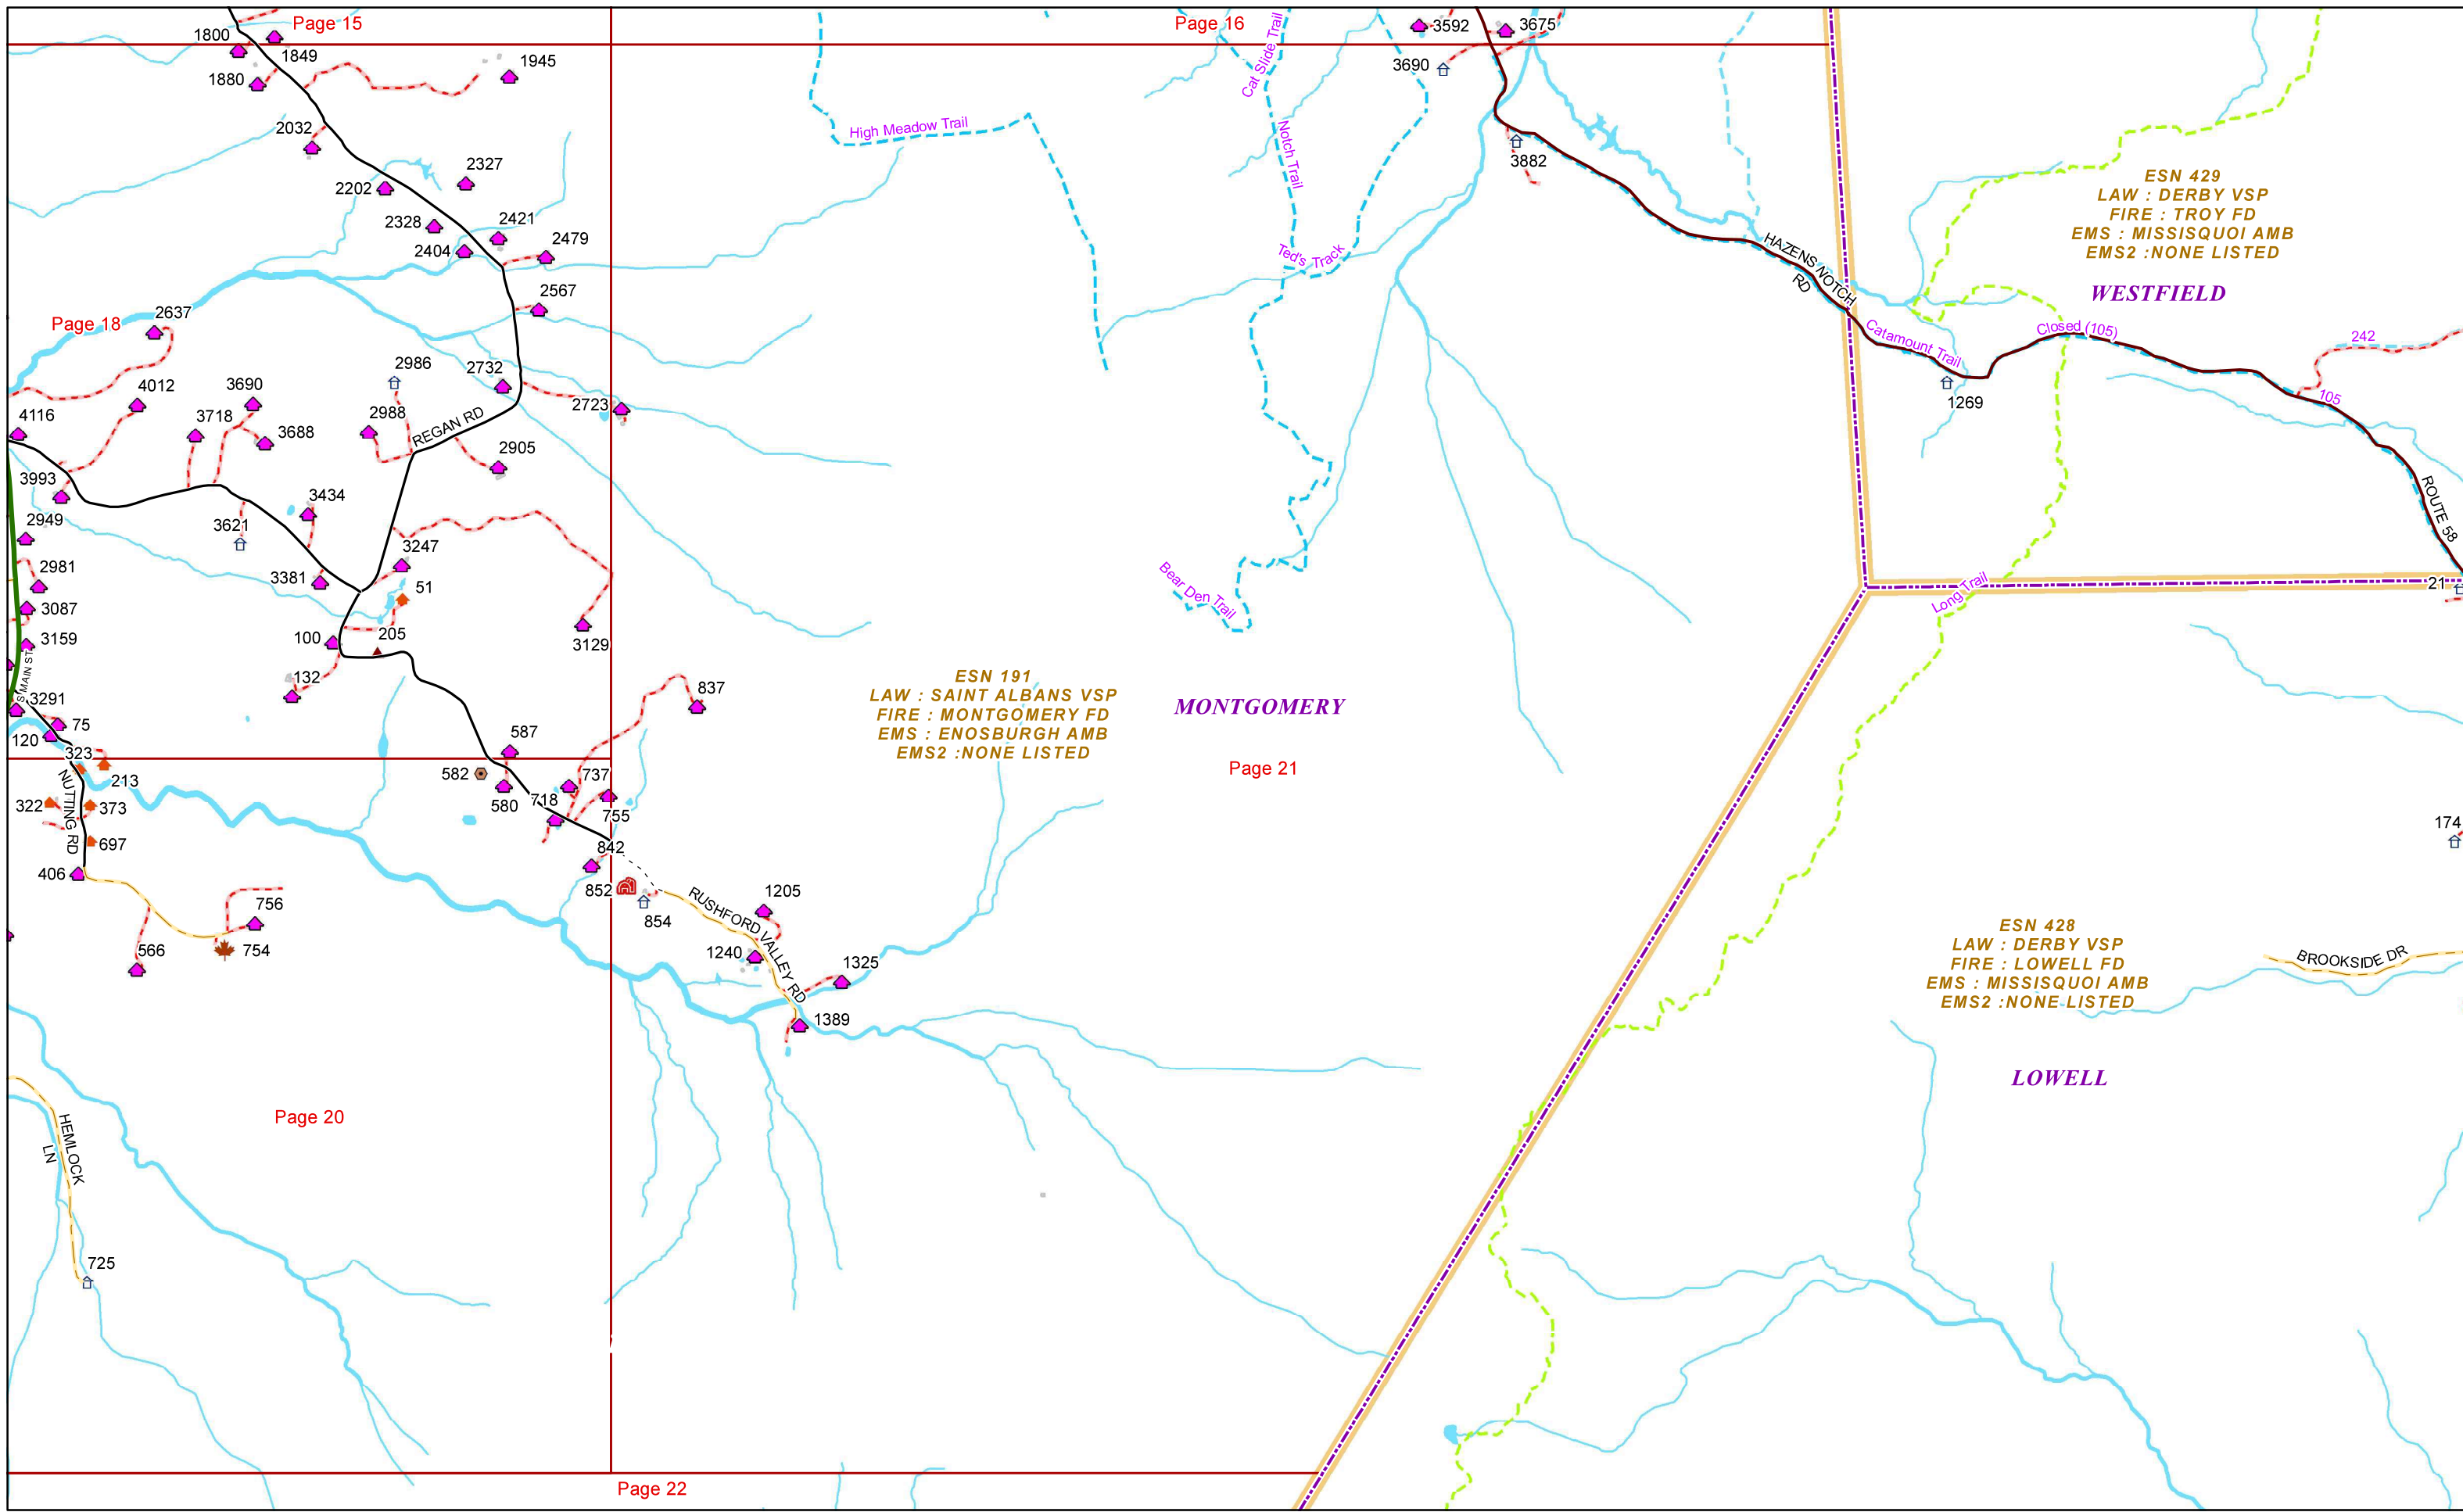 Page 15
Page 16
1800
1849
1880
1945
3592
3675
3690
Cat Slide Trail
2032
High Meadow Trail
Notch Trail
3882
2327
2202
2328
2421
2404
2479
Ted's Track
HAZENS NOTCH
RD
ESN 429
LAW : DERBY VSP
FIRE : TROY FD
EMS : MISSISQUOI AMB
EMS2 :NONE LISTED
WESTFIELD
2567
Page 18
2637
Catamount Trail
Closed (105)
242
105
1269
ROUTE 58
2986
2732
2723
4012
3690
4116
3718
3688
2988
REGAN RD
2905
3993
3434
2949
3621
3247
2981
3381
51
3087
100
205
3159
3129
132
S MAIN ST
3291
75
120
Bear Den Trail
Long Trail
21
837
ESN 191
LAW : SAINT ALBANS VSP
FIRE : MONTGOMERY FD
EMS : ENOSBURGH AMB
EMS2 :NONE LISTED
MONTGOMERY
Page 21
587
323
213
582
737
580
718
755
322
373
NUTTING RD
697
842
406
852
854
RUSHFORD VALLEY RD
1205
174
756
754
566
1240
1325
1389
ESN 428
LAW : DERBY VSP
FIRE : LOWELL FD
EMS : MISSISQUOI AMB
EMS2 :NONE LISTED
BROOKSIDE DR
LOWELL
Page 20
HEMLOCK
LN
725
Page 22